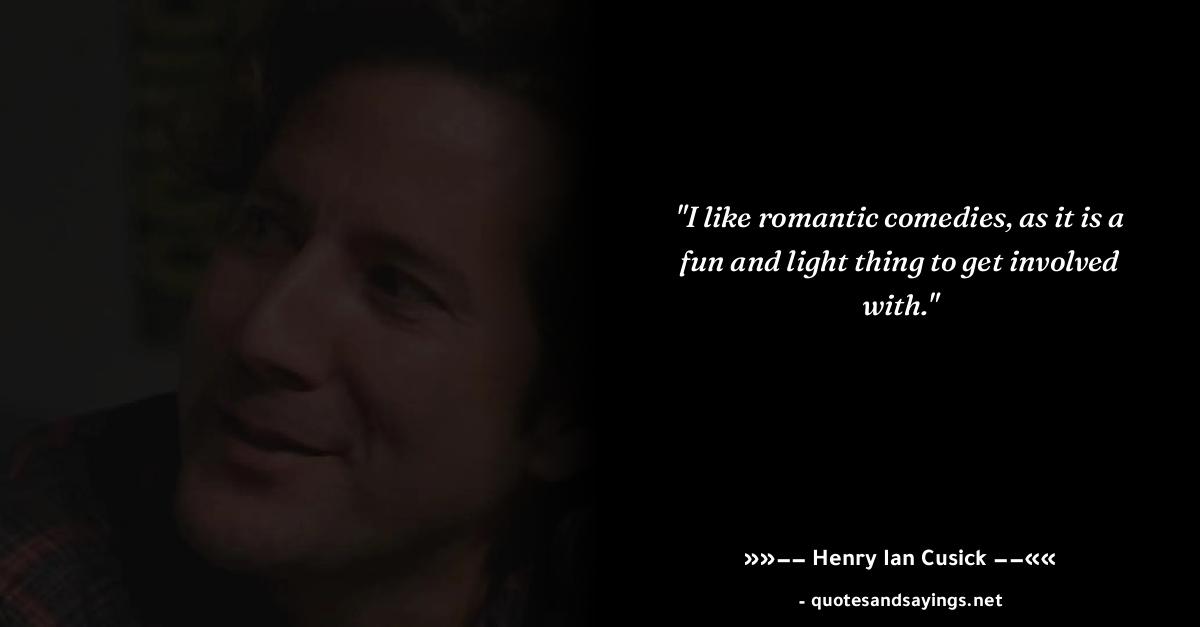 "I like romantic comedies, as it is a
fun and light thing to get involved
with."
»»−− Henry Ian Cusick −−««
- quotesandsayings.net